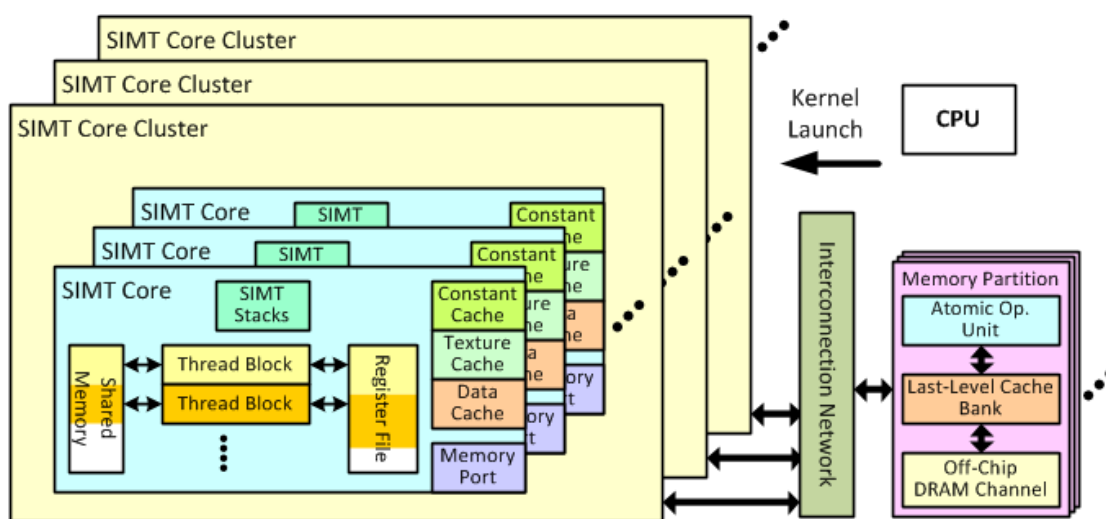 SIMT Core Cluster
SIMT Core Cluster
SIMT Core Cluster
Kernel
Launch
CPU
SIMT Core
SIMT
Constant
SIMT Core
SIMT
Constant
SIMT Core
SIMT
Stacks
Constant
Cache
Texture
Cache
Data
Cache
Memory
Port
Shared
Memory
Thread Block
Thread Block
Register File
Interconnection Network
Memory Partition
Atomic Op.
Unit
Last-Level Cache
Bank
Off-Chip
DRAM Channel